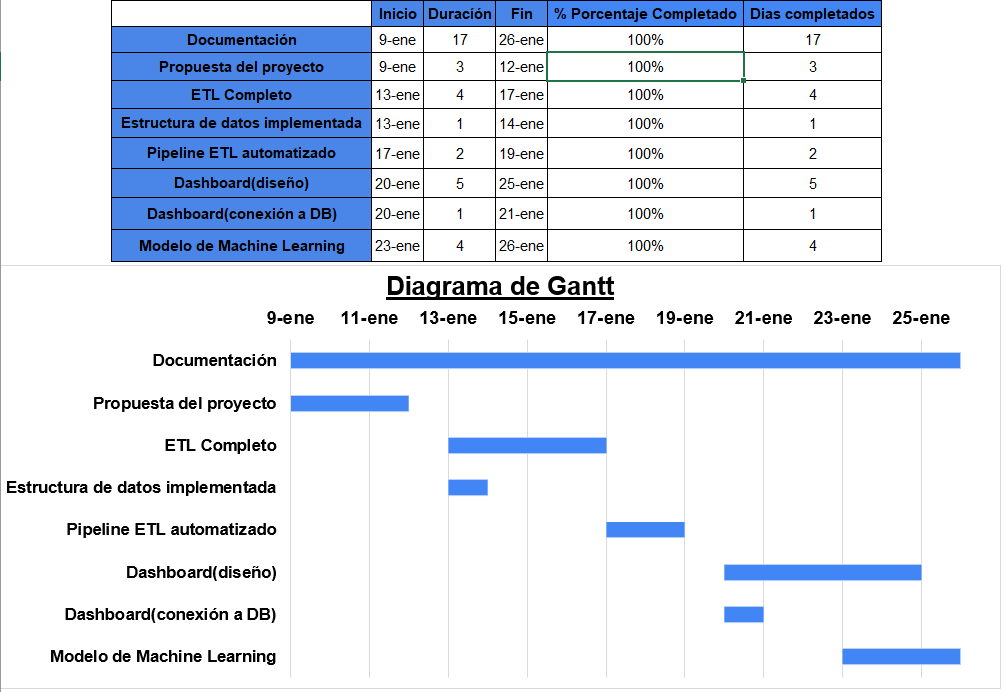 Inicio Duración Fin % Porcentaje Completado Dias completados
Documentación 9-ene 17 26-ene 100% 17
Propuesta del proyecto 9-ene 3 12-ene 100% 3
ETL Completo 13-ene 4 17-ene 100% 4
Estructura de datos implementada 13-ene 1 14-ene 100% 1
Pipeline ETL automatizado 17-ene 2 19-ene 100% 2
Dashboard(diseño) 20-ene 5 25-ene 100% 5
Dashboard(conexión a DB) 20-ene 1 21-ene 100% 1
Modelo de Machine Learning 23-ene 4 26-ene 100% 4
Diagrama de Gantt
9-ene 11-ene 13-ene 15-ene 17-ene 19-ene 21-ene 23-ene 25-ene
Documentación
Propuesta del proyecto
ETL Completo
Estructura de datos implementada
Pipeline ETL automatizado
Dashboard(diseño)
Dashboard(conexión a DB)
Modelo de Machine Learning